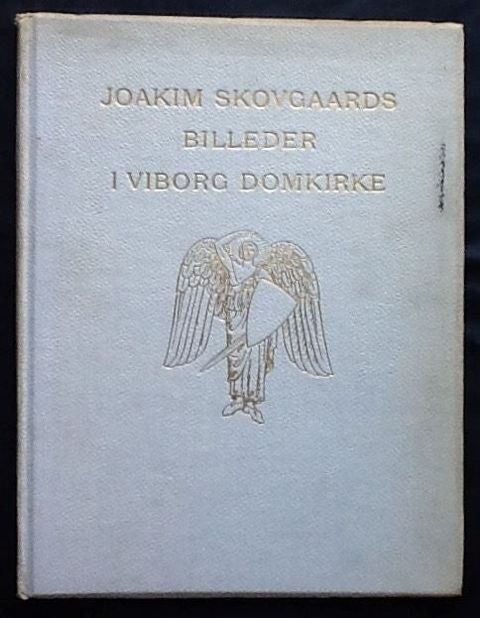 JOAKIM SKOVGAARDS
BILLEDER
I VIBORG DOMKIRKE